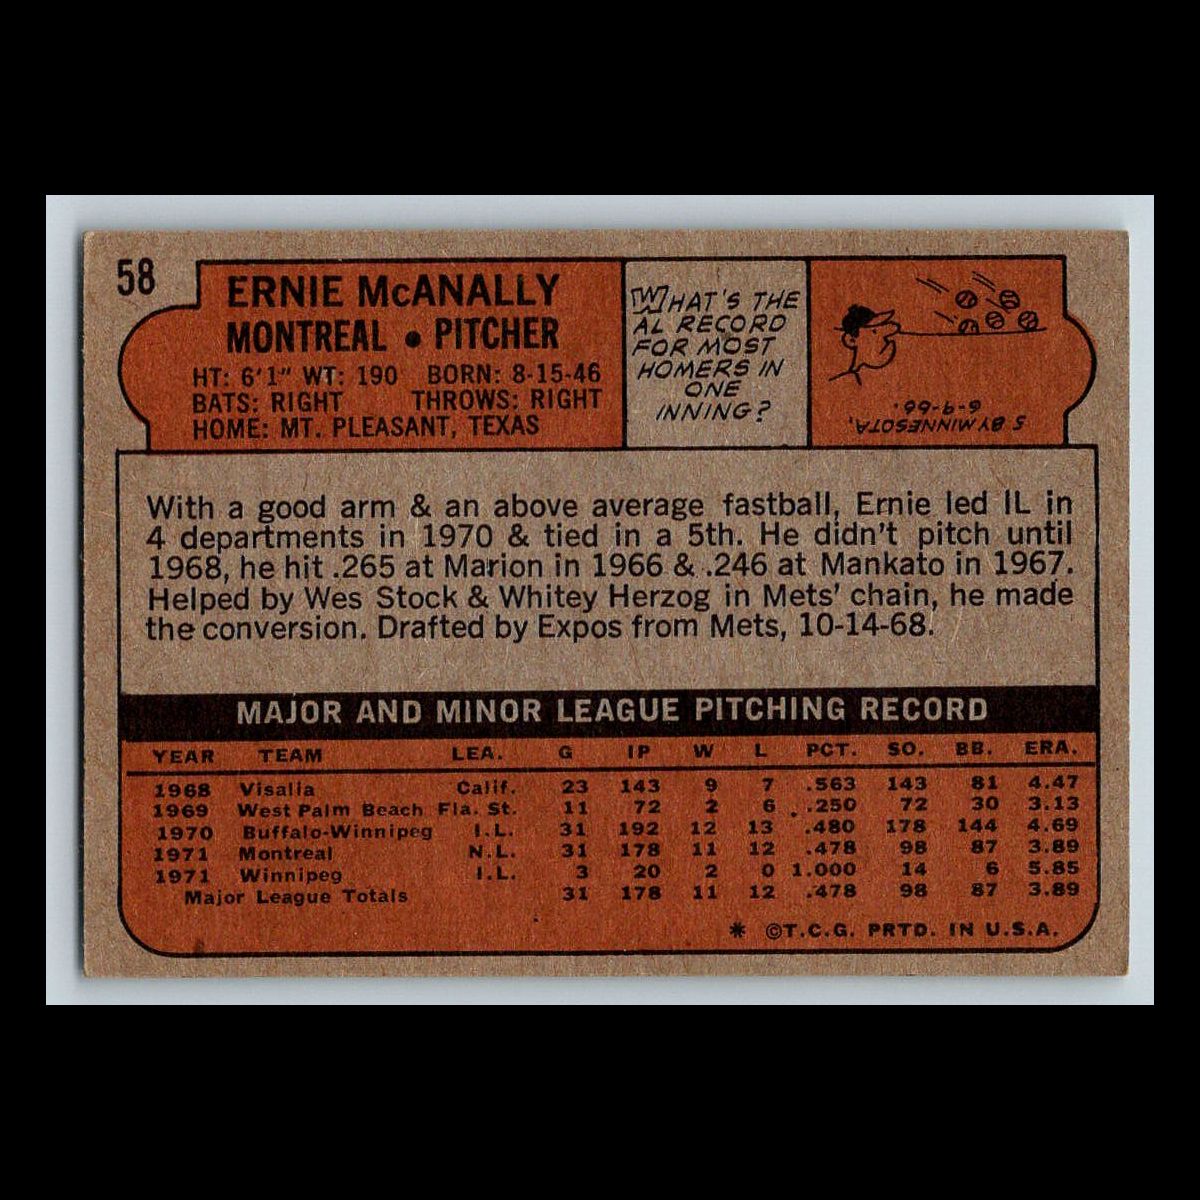 58
ERNIE McANALLY
MONTREAL • PITCHER
HT: 6'1" WT: 190 BORN: 8-15-46
BATS: RIGHT THROWS: RIGHT
HOME: MT. PLEASANT, TEXAS
WHAT'S THE
AL RECORD
FOR MOST
HOMERS IN
ONE
INNING?
5 BY MINNESOTA,
6-9-66.
With a good arm & an above average fastball, Ernie led IL in
4 departments in 1970 & tied in a 5th. He didn't pitch until
1968, he hit .265 at Marion in 1966 & .246 at Mankato in 1967.
Helped by Wes Stock & Whitey Herzog in Mets' chain, he made
the conversion. Drafted by Expos from Mets, 10-14-68.
MAJOR AND MINOR LEAGUE PITCHING RECORD
YEAR TEAM LEA. G IP W L PCT. SO. BB. ERA.
1968 Visalia Calif. 23 143 9 7 .563 143 81 4.47
1969 West Palm Beach Fla. St. 11 72 2 6 .250 72 30 3.13
1970 Buffalo-Winnipeg I.L. 31 192 12 13 .480 178 144 4.69
1971 Montreal N.L. 31 178 11 12 .478 98 87 3.89
1971 Winnipeg I.L. 3 20 2 0 1.000 14 6 5.85
Major League Totals 31 178 11 12 .478 98 87 3.89
* ©T.C.G. PRTD. IN U.S.A.